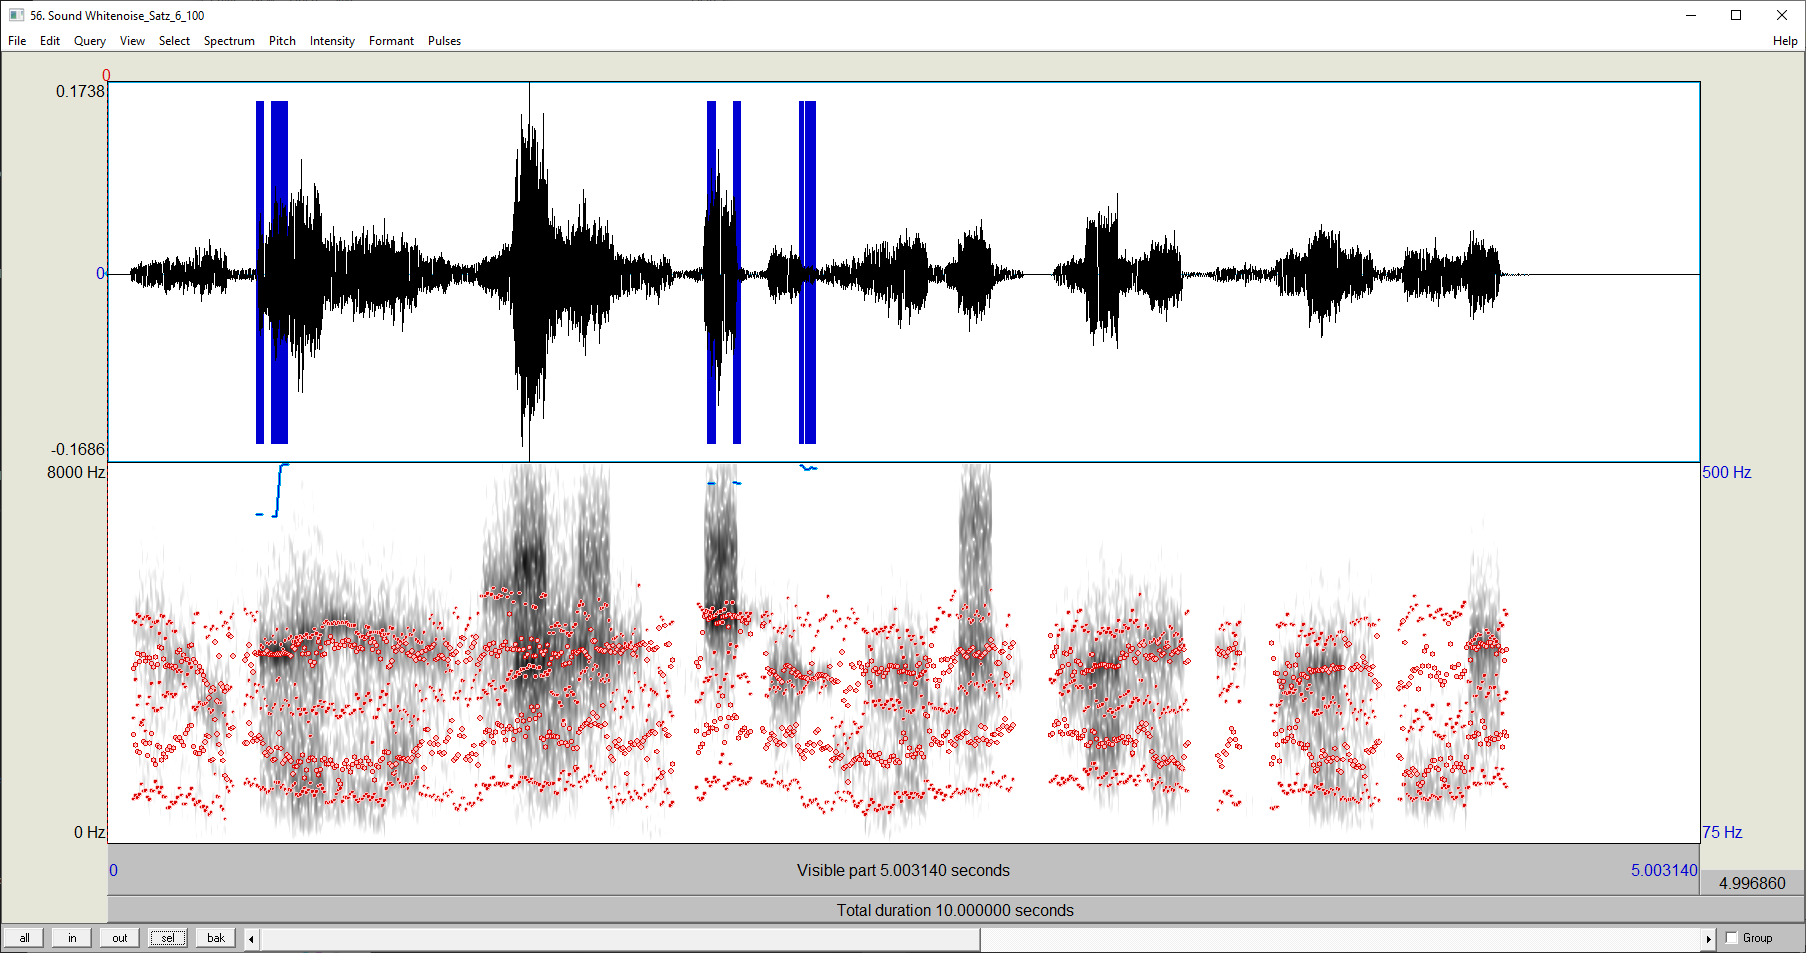 56. Sound Whitenoise_Satz_6_100
File Edit Query View Select Spectrum Pitch Intensity Formant Pulses Help
0
0.1738
0
-0.1686
8000 Hz 500 Hz
0 Hz 75 Hz
0 Visible part 5.003140 seconds 5.003140
4.996860
Total duration 10.000000 seconds
all in out sel bak Group